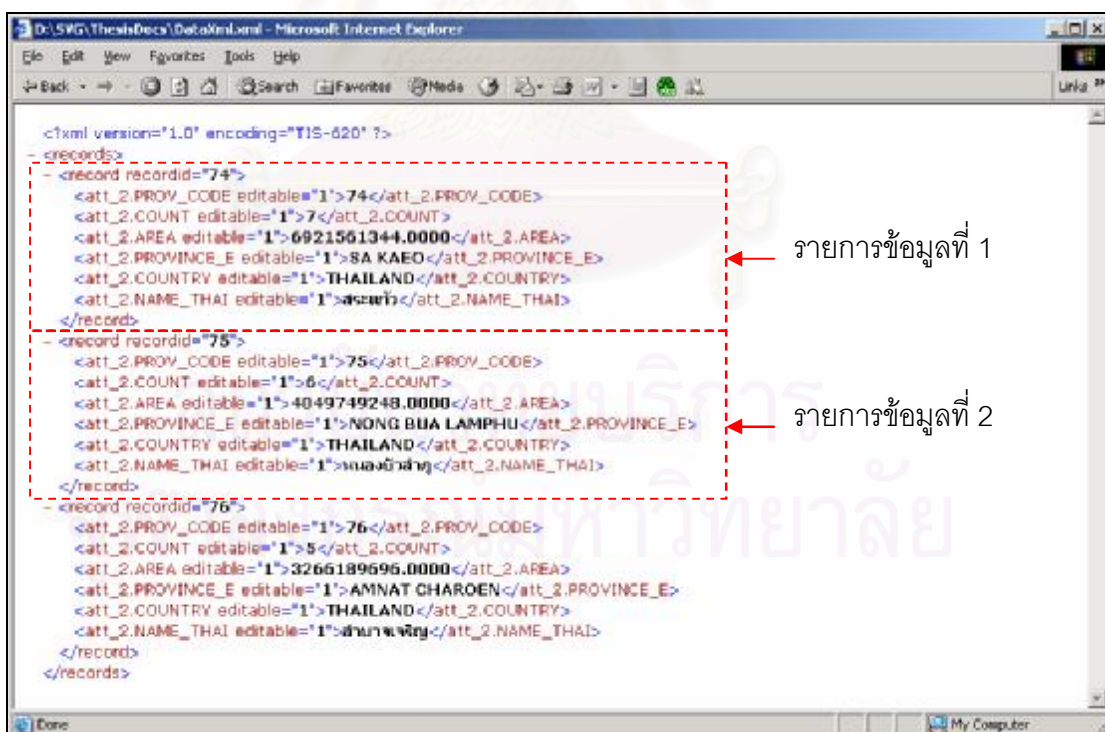 D:\SVG\ThesisDocs\DataXml.xml - Microsoft Internet Explorer
File Edit View Favorites Tools Help
Back Search Favorites Media Links
<?xml version="1.0" encoding="TIS-620" ?>
- <records>
- <record recordid="74">
<att_2.PROV_CODE editable="1">74</att_2.PROV_CODE>
<att_2.COUNT editable="1">7</att_2.COUNT>
<att_2.AREA editable="1">6921561344.0000</att_2.AREA>
<att_2.PROVINCE_E editable="1">SA KAEO</att_2.PROVINCE_E>
<att_2.COUNTRY editable="1">THAILAND</att_2.COUNTRY>
<att_2.NAME_THAI editable="1">สระแก้ว</att_2.NAME_THAI>
</record>
รายการข้อมูลที่ 1
- <record recordid="75">
<att_2.PROV_CODE editable="1">75</att_2.PROV_CODE>
<att_2.COUNT editable="1">6</att_2.COUNT>
<att_2.AREA editable="1">4049749248.0000</att_2.AREA>
<att_2.PROVINCE_E editable="1">NONG BUA LAMPHU</att_2.PROVINCE_E>
<att_2.COUNTRY editable="1">THAILAND</att_2.COUNTRY>
<att_2.NAME_THAI editable="1">หนองบัวลำภู</att_2.NAME_THAI>
</record>
รายการข้อมูลที่ 2
- <record recordid="76">
<att_2.PROV_CODE editable="1">76</att_2.PROV_CODE>
<att_2.COUNT editable="1">5</att_2.COUNT>
<att_2.AREA editable="1">3266189696.0000</att_2.AREA>
<att_2.PROVINCE_E editable="1">AMNAT CHAROEN</att_2.PROVINCE_E>
<att_2.COUNTRY editable="1">THAILAND</att_2.COUNTRY>
<att_2.NAME_THAI editable="1">อำนาจเจริญ</att_2.NAME_THAI>
</record>
</records>
Done My Computer